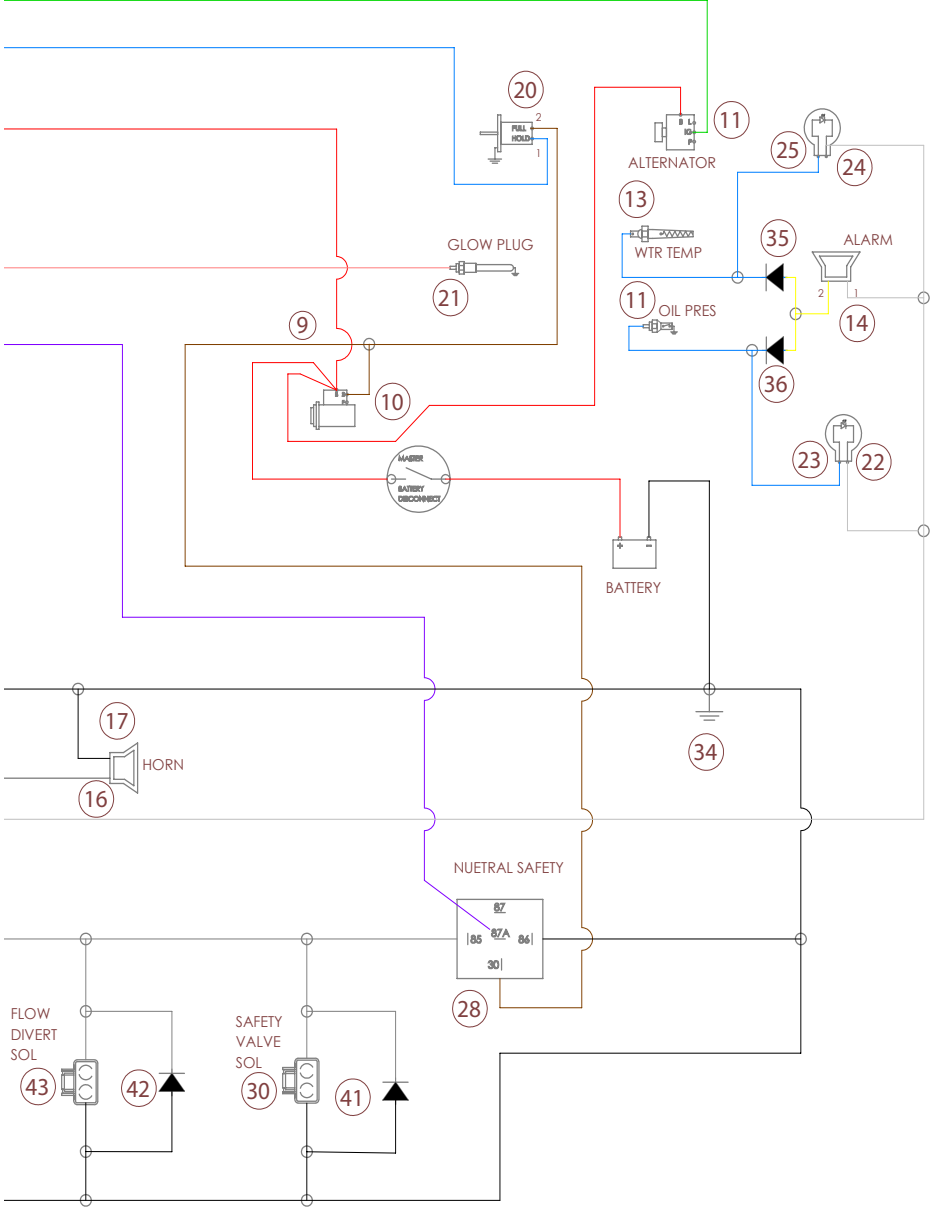 20
2
PULL
HOLD
1
B
L
IG
P
11
ALTERNATOR
25
24
13
WTR TEMP
35
ALARM
2
1
14
GLOW PLUG
21
11
OIL PRES
36
9
10
23
22
MASTER
BATTERY
DISCONNECT
+
-
BATTERY
17
HORN
16
34
NUETRAL SAFETY
87
87A
85
86
30
28
FLOW
DIVERT
SOL
43
42
SAFETY
VALVE
SOL
30
41